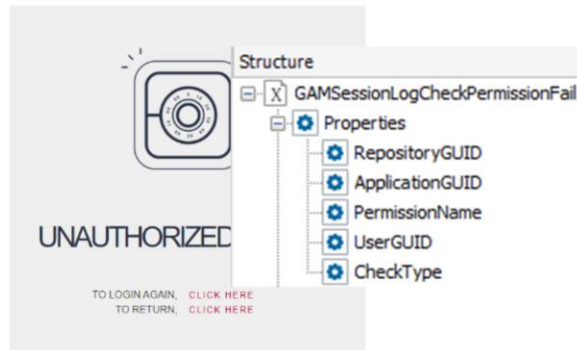 Structure
GAMSessionLogCheckPermissionFail
Properties
RepositoryGUID
ApplicationGUID
PermissionName
UserGUID
CheckType
UNAUTHORIZED
TO LOGIN AGAIN, CLICK HERE
TO RETURN, CLICK HERE